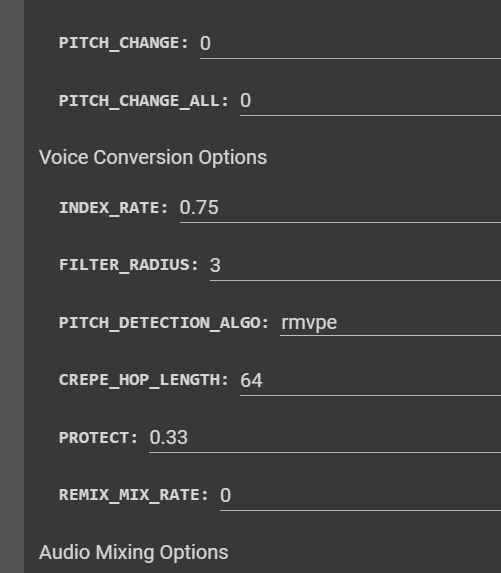 PITCH_CHANGE: 0
PITCH_CHANGE_ALL: 0
Voice Conversion Options
INDEX_RATE: 0.75
FILTER_RADIUS: 3
PITCH_DETECTION_ALGO: rmvpe
CREPE_HOP_LENGTH: 64
PROTECT: 0.33
REMIX_MIX_RATE: 0
Audio Mixing Options